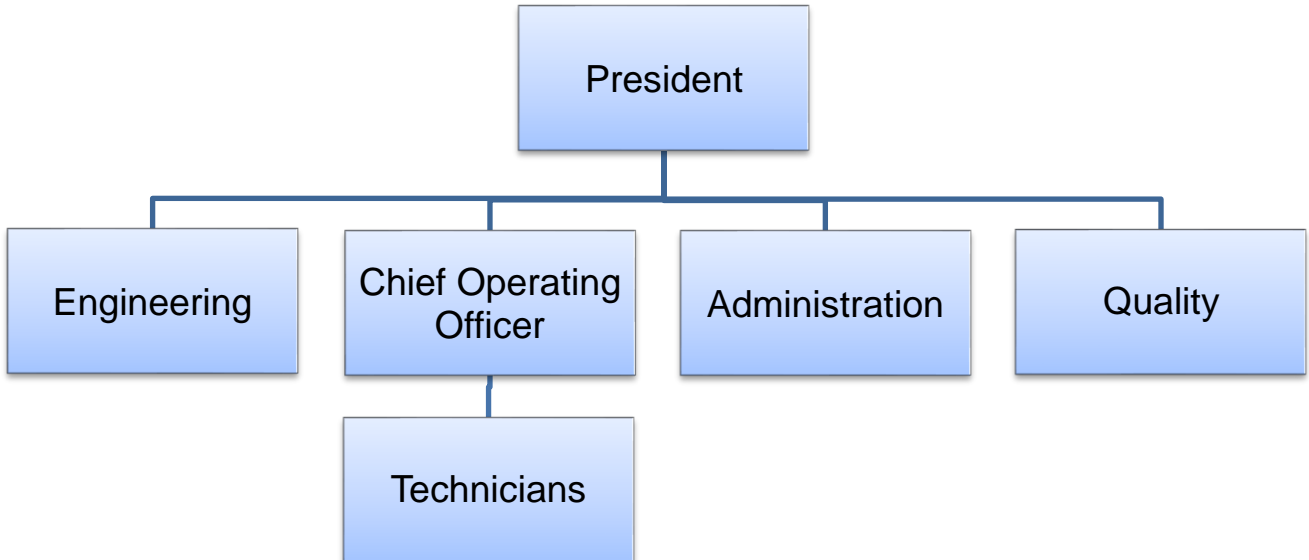 President
Engineering
Chief Operating
Officer
Administration
Quality
Technicians